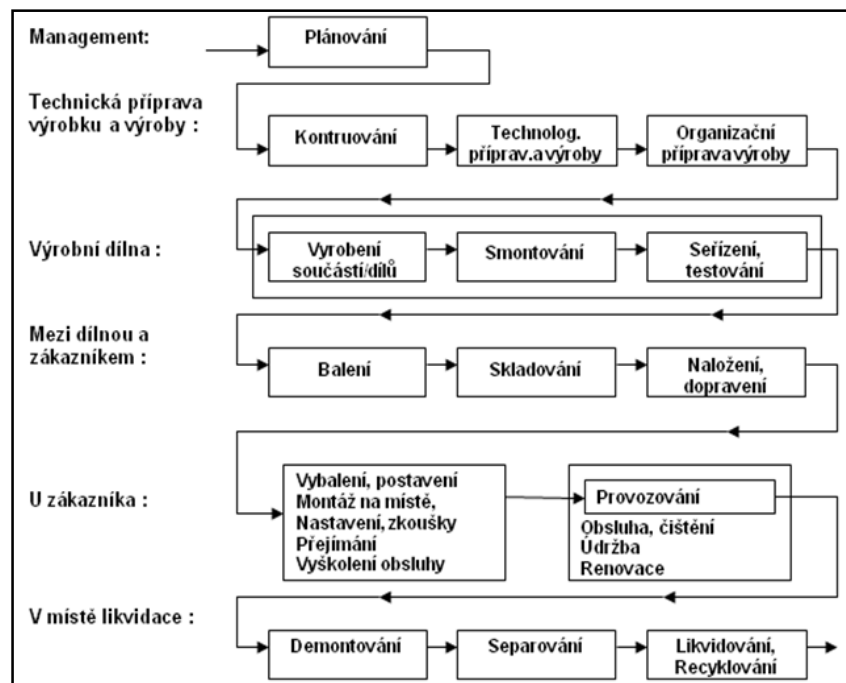 Management:
Plánování
Technická příprava
výrobku a výroby :
Kontruování
Technolog.
příprav.a výroby
Organizační
příprava výroby
Výrobní dílna :
Vyrobení
součástí/dílů
Smontování
Seřízení,
testování
Mezi dílnou a
zákazníkem :
Balení
Skladování
Naložení,
dopravení
U zákazníka :
Vybalení, postavení
Montáž na místě,
Nastavení, zkoušky
Přejímání
Vyškolení obsluhy
Provozování
Obsluha, čištění
Údržba
Renovace
V místě likvidace :
Demontování
Separování
Likvidování,
Recyklování